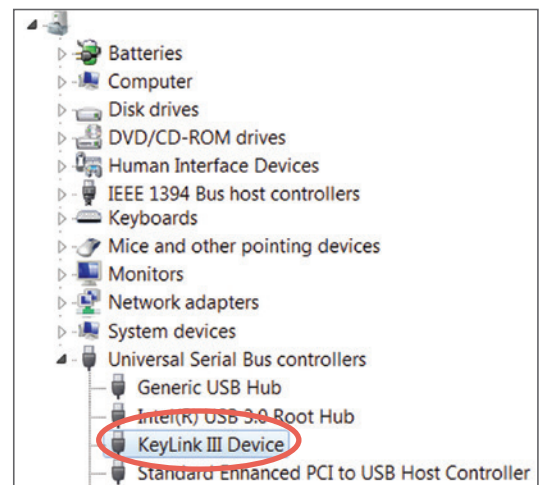 Batteries
Computer
Disk drives
DVD/CD-ROM drives
Human Interface Devices
IEEE 1394 Bus host controllers
Keyboards
Mice and other pointing devices
Monitors
Network adapters
System devices
Universal Serial Bus controllers
Generic USB Hub
Intel(R) USB 3.0 Root Hub
KeyLink III Device
Standard Enhanced PCI to USB Host Controller